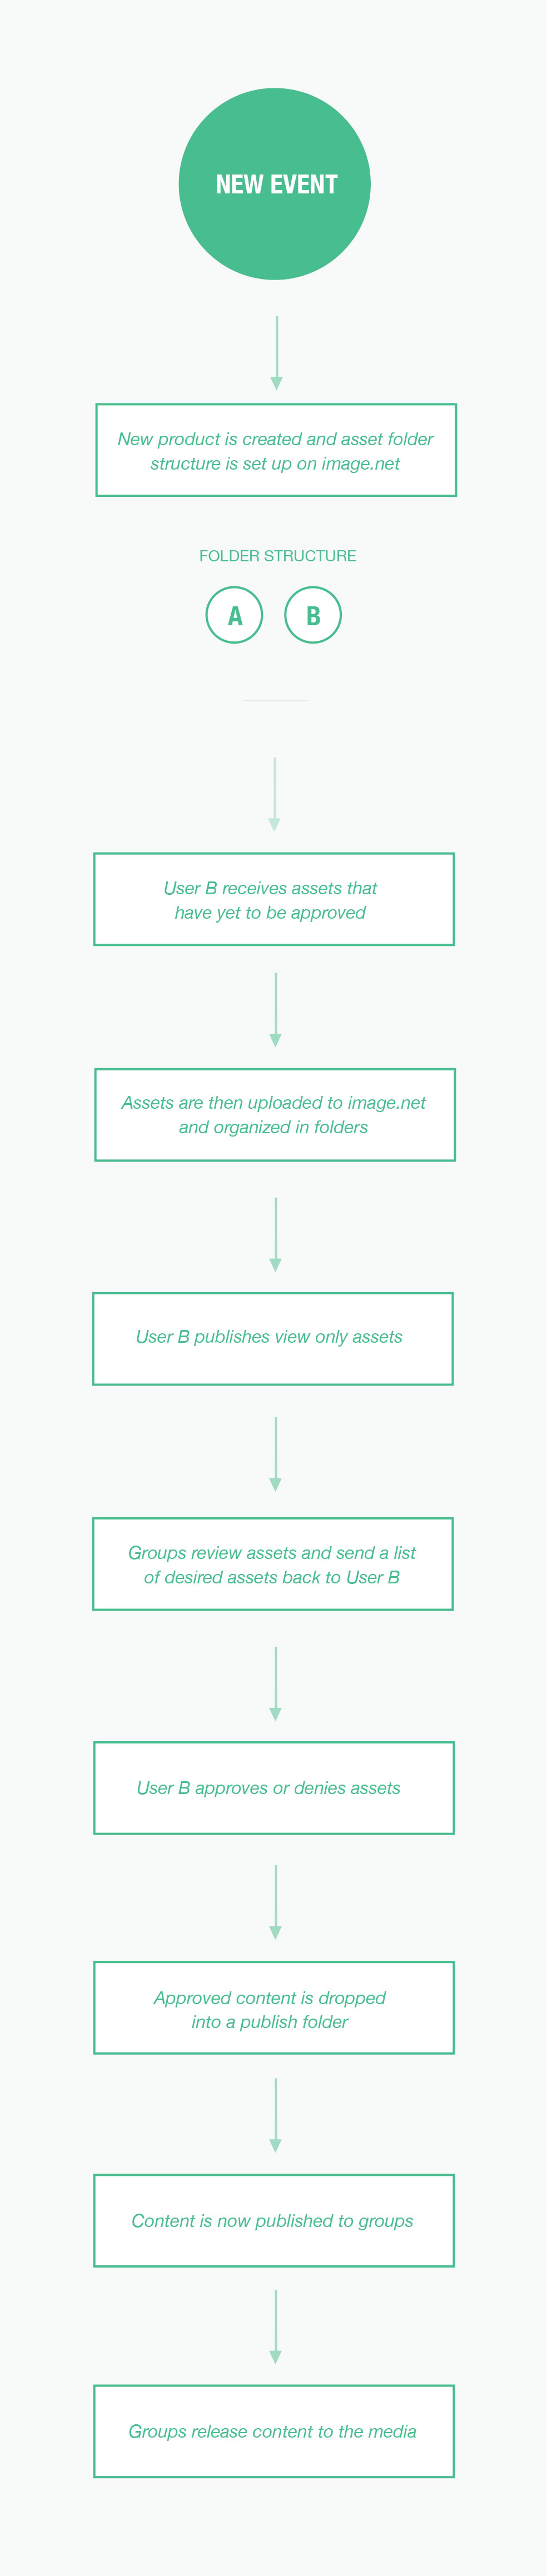 NEW EVENT
New product is created and asset folder
structure is set up on image.net
FOLDER STRUCTURE
A B
User B receives assets that
have yet to be approved
Assets are then uploaded to image.net
and organized in folders
User B publishes view only assets
Groups review assets and send a list
of desired assets back to User B
User B approves or denies assets
Approved content is dropped
into a publish folder
Content is now published to groups
Groups release content to the media